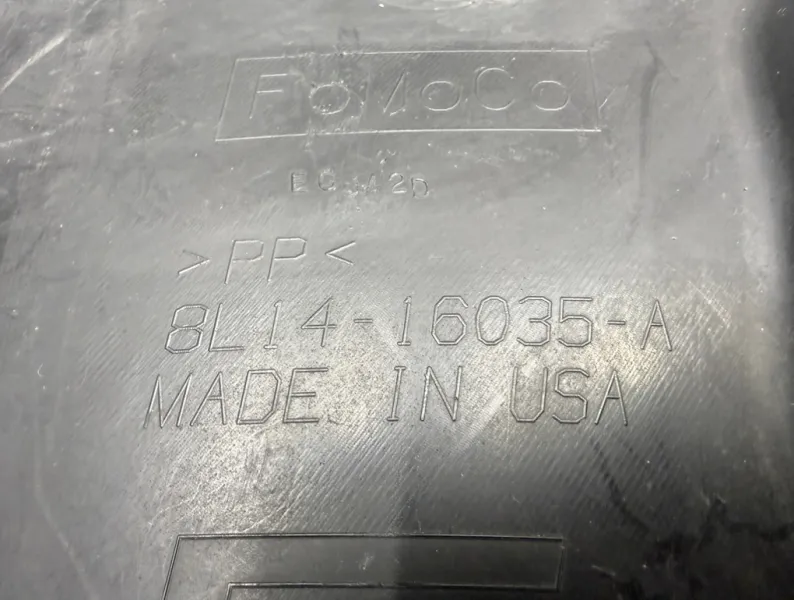 FoMoCo
>PP<
8L14-16035-A
MADE IN USA